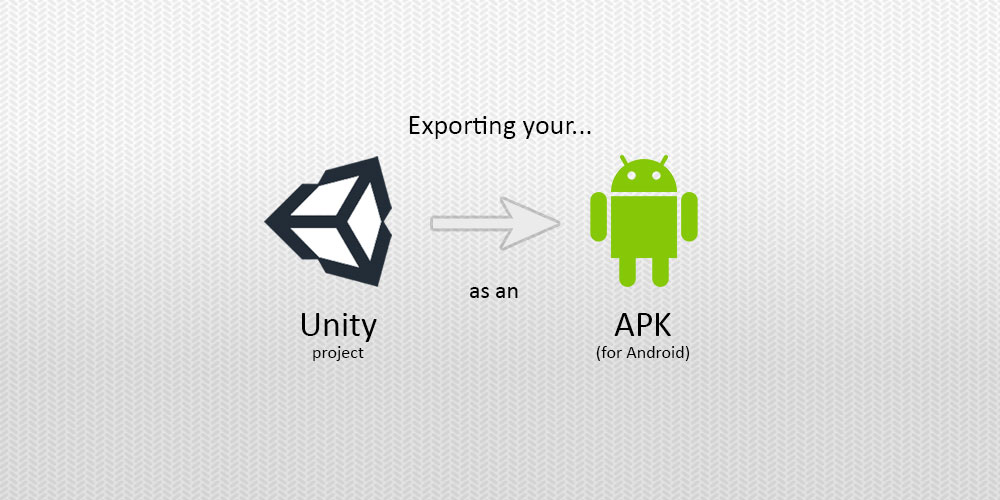 Exporting your...
as an
Unity
project
APK
(for Android)